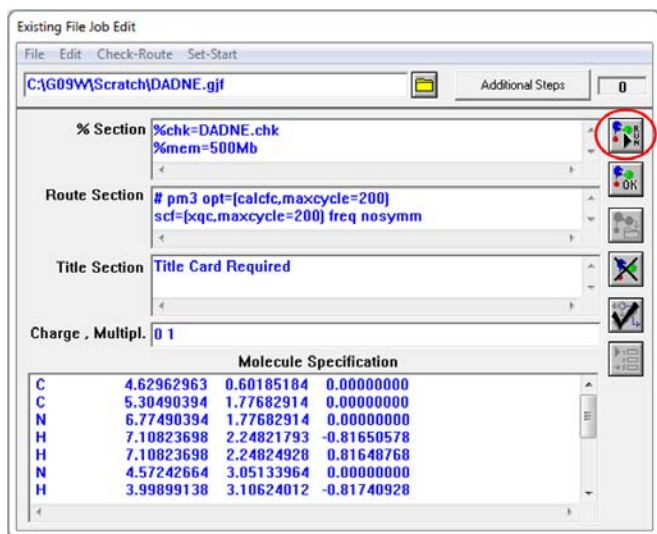 Existing File Job Edit
File Edit Check-Route Set-Start
C:\G09W\Scratch\DADNE.gjf
Additional Steps
0
% Section
%chk=DADNE.chk
%mem=500Mb
RUN
Route Section
# pm3 opt=(calcfc,maxcycle=200)
scf=(xqc,maxcycle=200) freq nosymm
OK
Title Section
Title Card Required
Charge , Multipl.
0 1
Molecule Specification
C 4.62962963 0.60185184 0.00000000
C 5.30490394 1.77682914 0.00000000
N 6.77490394 1.77682914 0.00000000
H 7.10823698 2.24821793 -0.81650578
H 7.10823698 2.24824928 0.81648768
N 4.57242664 3.05133964 0.00000000
H 3.99899138 3.10624012 -0.81740928